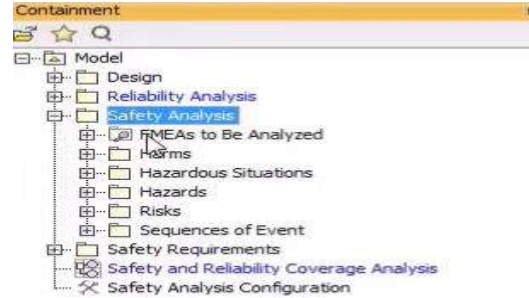 Containment
Model
Design
Reliability Analysis
Safety Analysis
FMEAs to Be Analyzed
Harms
Hazardous Situations
Hazards
Risks
Sequences of Event
Safety Requirements
Safety and Reliability Coverage Analysis
Safety Analysis Configuration